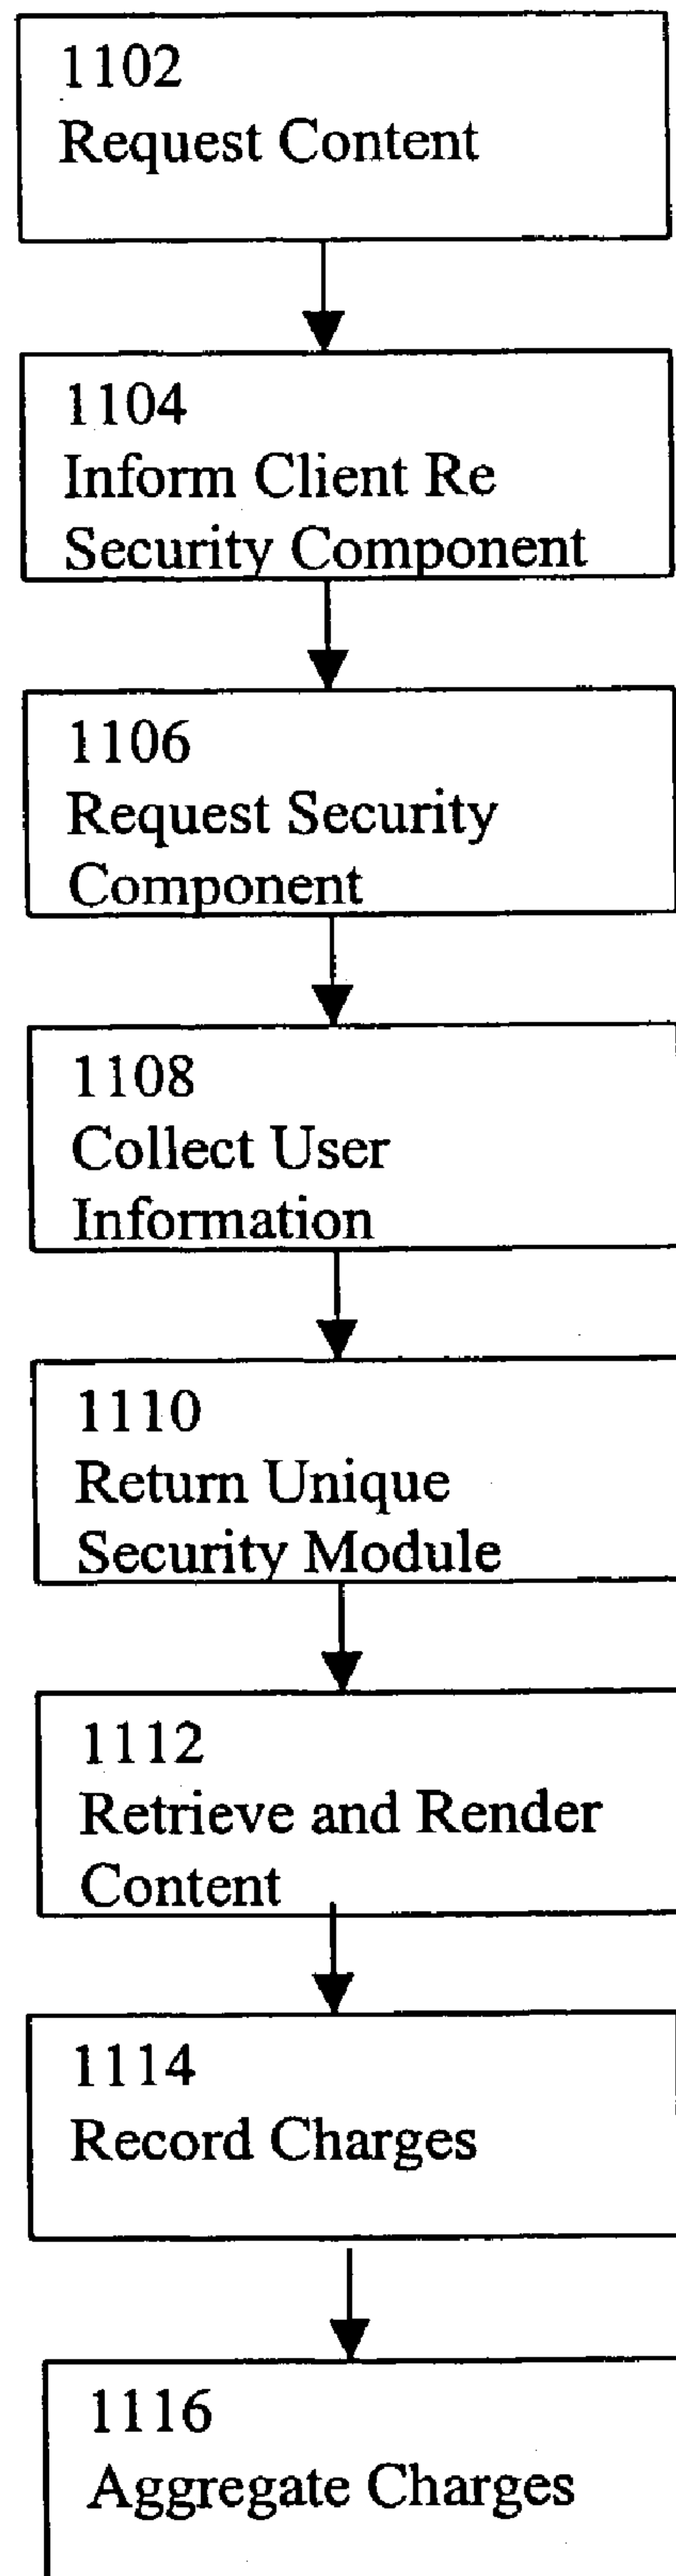 1102
Request Content
1104
Inform Client Re
Security Component
1106
Request Security
Component
1108
Collect User
Information
1110
Return Unique
Security Module
1112
Retrieve and Render
Content
1114
Record Charges
1116
Aggregate Charges